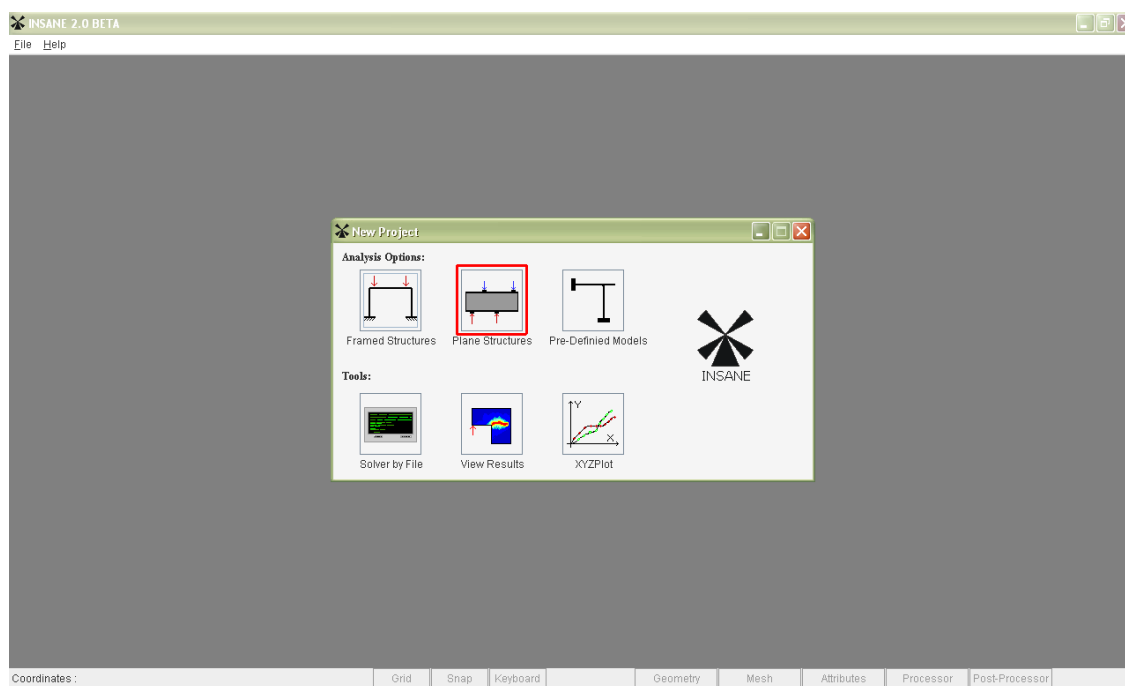 INSANE 2.0 BETA
File Help
New Project
Analysis Options:
Framed Structures Plane Structures Pre-Definied Models
INSANE
Tools:
Y
X
Solver by File View Results XYZPlot
Coordinates : Grid Snap Keyboard Geometry Mesh Attributes Processor Post-Processor